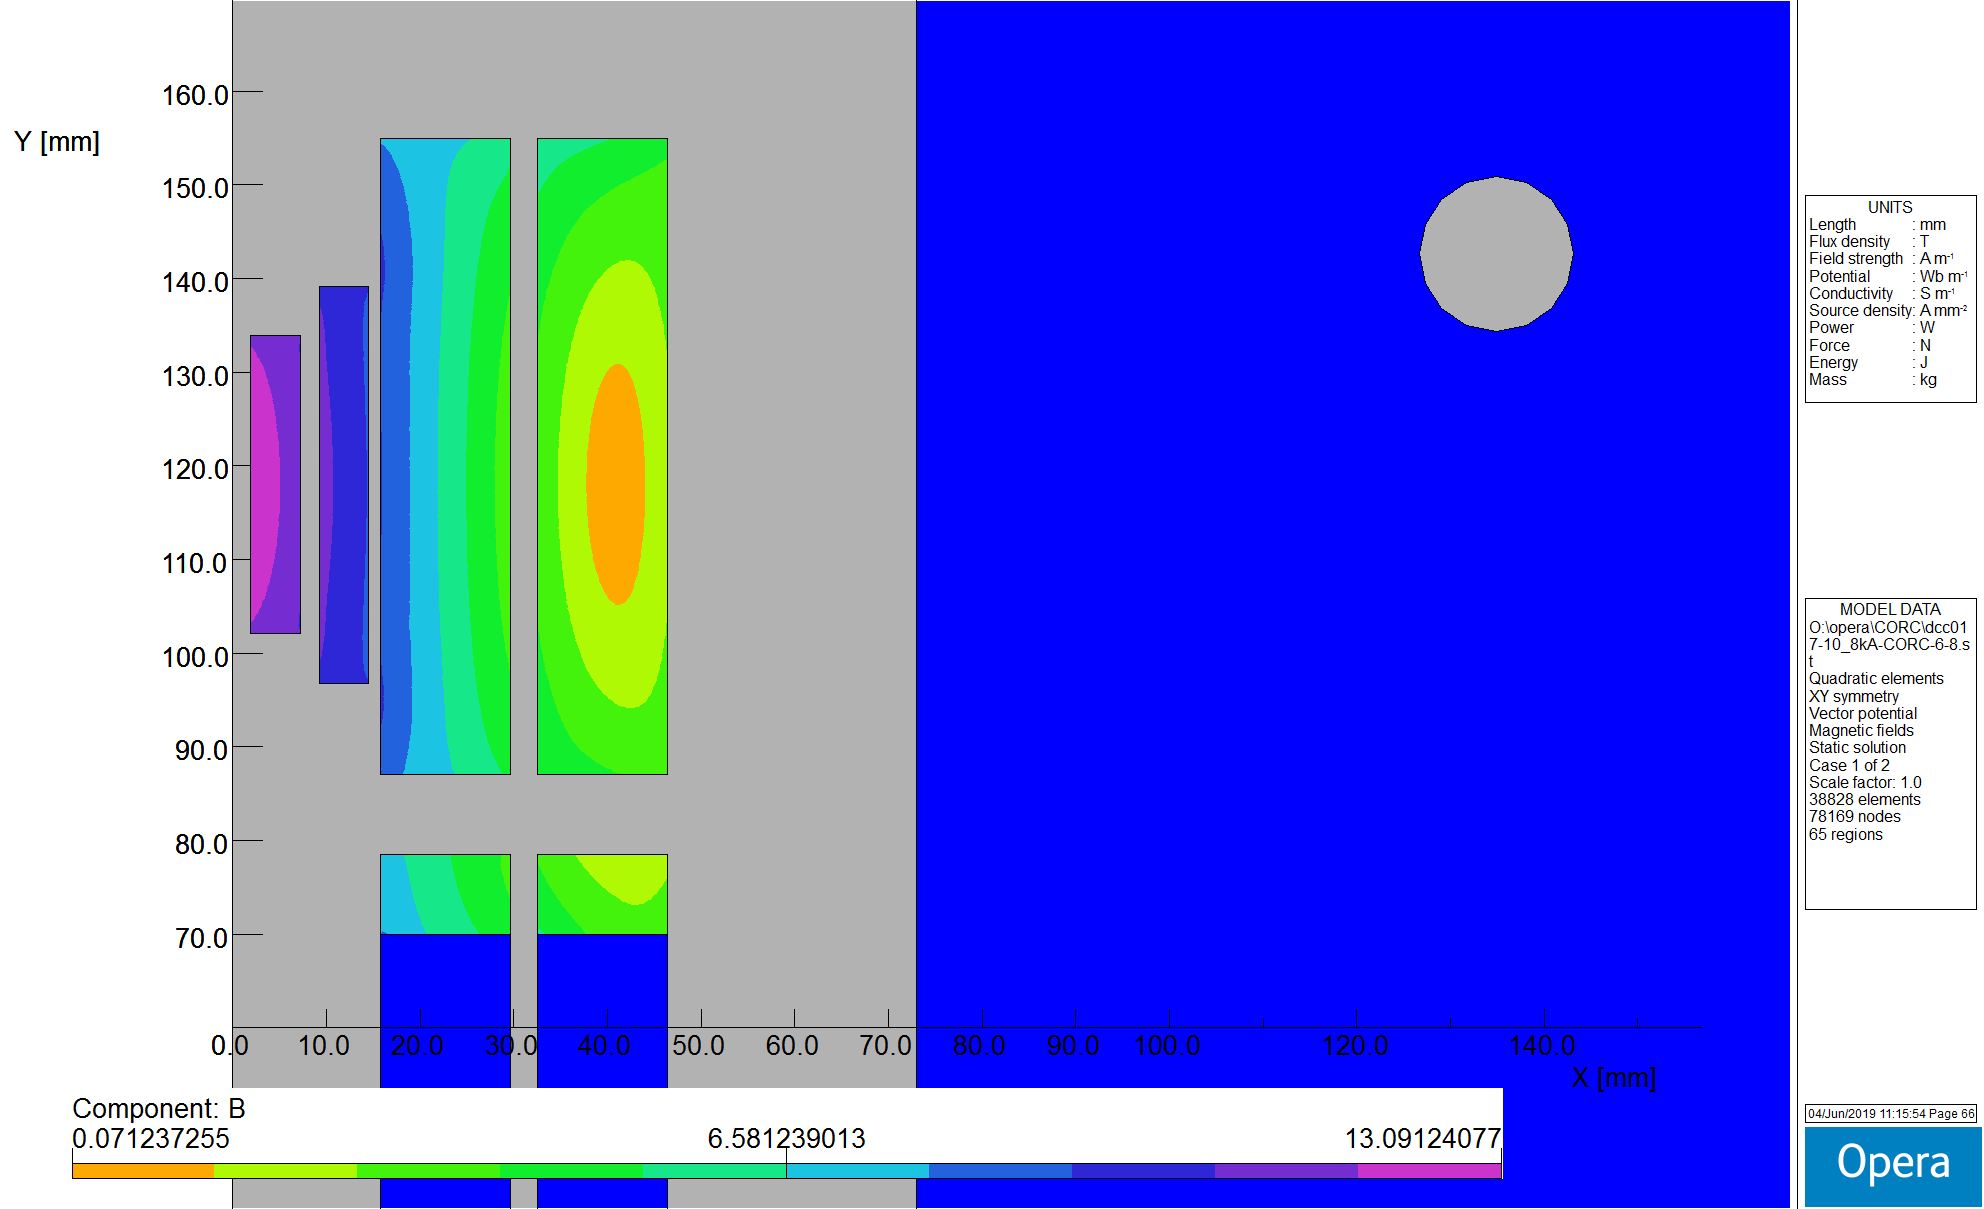 160.0
Y [mm]
150.0
140.0
130.0
120.0
110.0
100.0
90.0
80.0
70.0
0.0 10.0 20.0 30.0 40.0 50.0 60.0 70.0 80.0 90.0 100.0 120.0 140.0
X [mm]
Component: B
0.071237255 6.581239013 13.09124077
UNITS
Length : mm
Flux density : T
Field strength : A m⁻¹
Potential : Wb m⁻¹
Conductivity : S m⁻¹
Source density: A mm⁻²
Power : W
Force : N
Energy : J
Mass : kg
MODEL DATA
O:\opera\CORC\dcc01
7-10_8kA-CORC-6-8.s
t
Quadratic elements
XY symmetry
Vector potential
Magnetic fields
Static solution
Case 1 of 2
Scale factor: 1.0
38828 elements
78169 nodes
65 regions
04/Jun/2019 11:15:54 Page 66
Opera